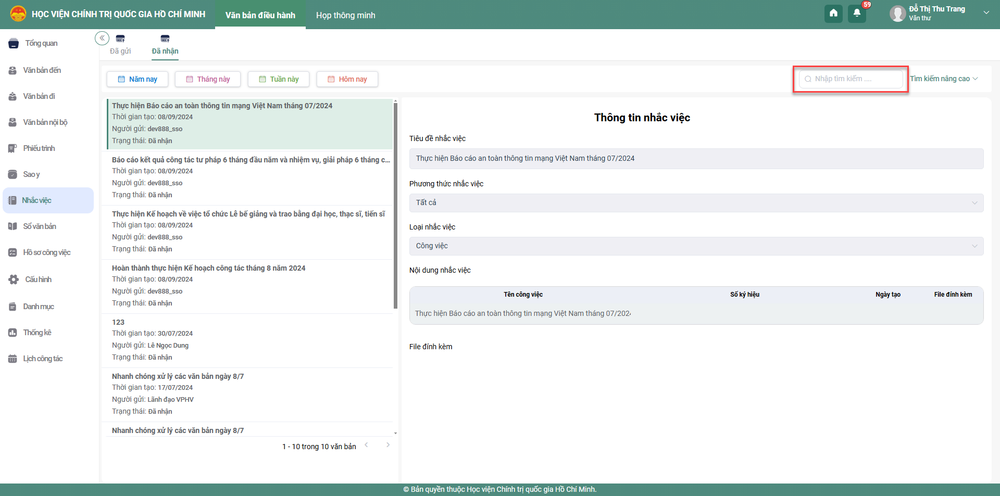 HỌC VIỆN CHÍNH TRỊ QUỐC GIA HỒ CHÍ MINH
Văn bản điều hành
Họp thông minh
59
Đỗ Thị Thu Trang
Văn thư
Tổng quan
Văn bản đến
Văn bản đi
Văn bản nội bộ
Phiếu trình
Sao y
Nhắc việc
Sổ văn bản
Hồ sơ công việc
Cấu hình
Danh mục
Thống kê
Lịch công tác
Đã gửi
Đã nhận
Năm nay
Tháng này
Tuần này
Hôm nay
Nhập tìm kiếm ....
Tìm kiếm nâng cao
Thực hiện Báo cáo an toàn thông tin mạng Việt Nam tháng 07/2024
Thời gian tạo: 08/09/2024
Người gửi: dev888_sso
Trạng thái: Đã nhận
Báo cáo kết quả công tác tư pháp 6 tháng đầu năm và nhiệm vụ, giải pháp 6 tháng c...
Thời gian tạo: 08/09/2024
Người gửi: dev888_sso
Trạng thái: Đã nhận
Thực hiện Kế hoạch về việc tổ chức Lê bế giảng và trao bằng đại học, thạc sĩ, tiến sĩ
Thời gian tạo: 08/09/2024
Người gửi: dev888_sso
Trạng thái: Đã nhận
Hoàn thành thực hiện Kế hoạch công tác tháng 8 năm 2024
Thời gian tạo: 08/09/2024
Người gửi: dev888_sso
Trạng thái: Đã nhận
123
Thời gian tạo: 30/07/2024
Người gửi: Lê Ngọc Dung
Trạng thái: Đã nhận
Nhanh chóng xử lý các văn bản ngày 8/7
Thời gian tạo: 17/07/2024
Người gửi: Lãnh đạo VPHV
Trạng thái: Đã nhận
Nhanh chóng xử lý các văn bản ngày 8/7
1 - 10 trong 10 văn bản
Thông tin nhắc việc
Tiêu đề nhắc việc
Thực hiện Báo cáo an toàn thông tin mạng Việt Nam tháng 07/2024
Phương thức nhắc việc
Tất cả
Loại nhắc việc
Công việc
Nội dung nhắc việc
Tên công việc
Số ký hiệu
Ngày tạo
File đính kèm
Thực hiện Báo cáo an toàn thông tin mạng Việt Nam tháng 07/2024
File đính kèm
© Bản quyền thuộc Học viện Chính trị quốc gia Hồ Chí Minh.